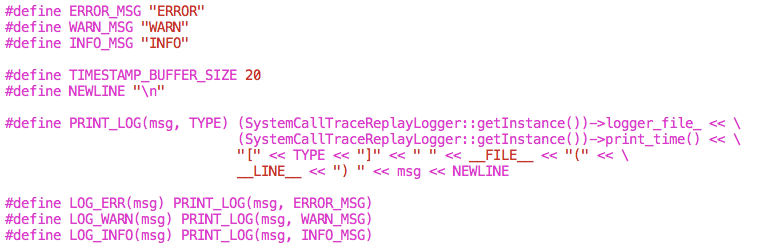 #define ERROR_MSG "ERROR"
#define WARN_MSG "WARN"
#define INFO_MSG "INFO"
#define TIMESTAMP_BUFFER_SIZE 20
#define NEWLINE "\n"
#define PRINT_LOG(msg, TYPE) (SystemCallTraceReplayLogger::getInstance())->logger_file_ << \
(SystemCallTraceReplayLogger::getInstance())->print_time() << \
"[" << TYPE << "]" << " " << __FILE__ << "(" << \
__LINE__ << ") " << msg << NEWLINE
#define LOG_ERR(msg) PRINT_LOG(msg, ERROR_MSG)
#define LOG_WARN(msg) PRINT_LOG(msg, WARN_MSG)
#define LOG_INFO(msg) PRINT_LOG(msg, INFO_MSG)